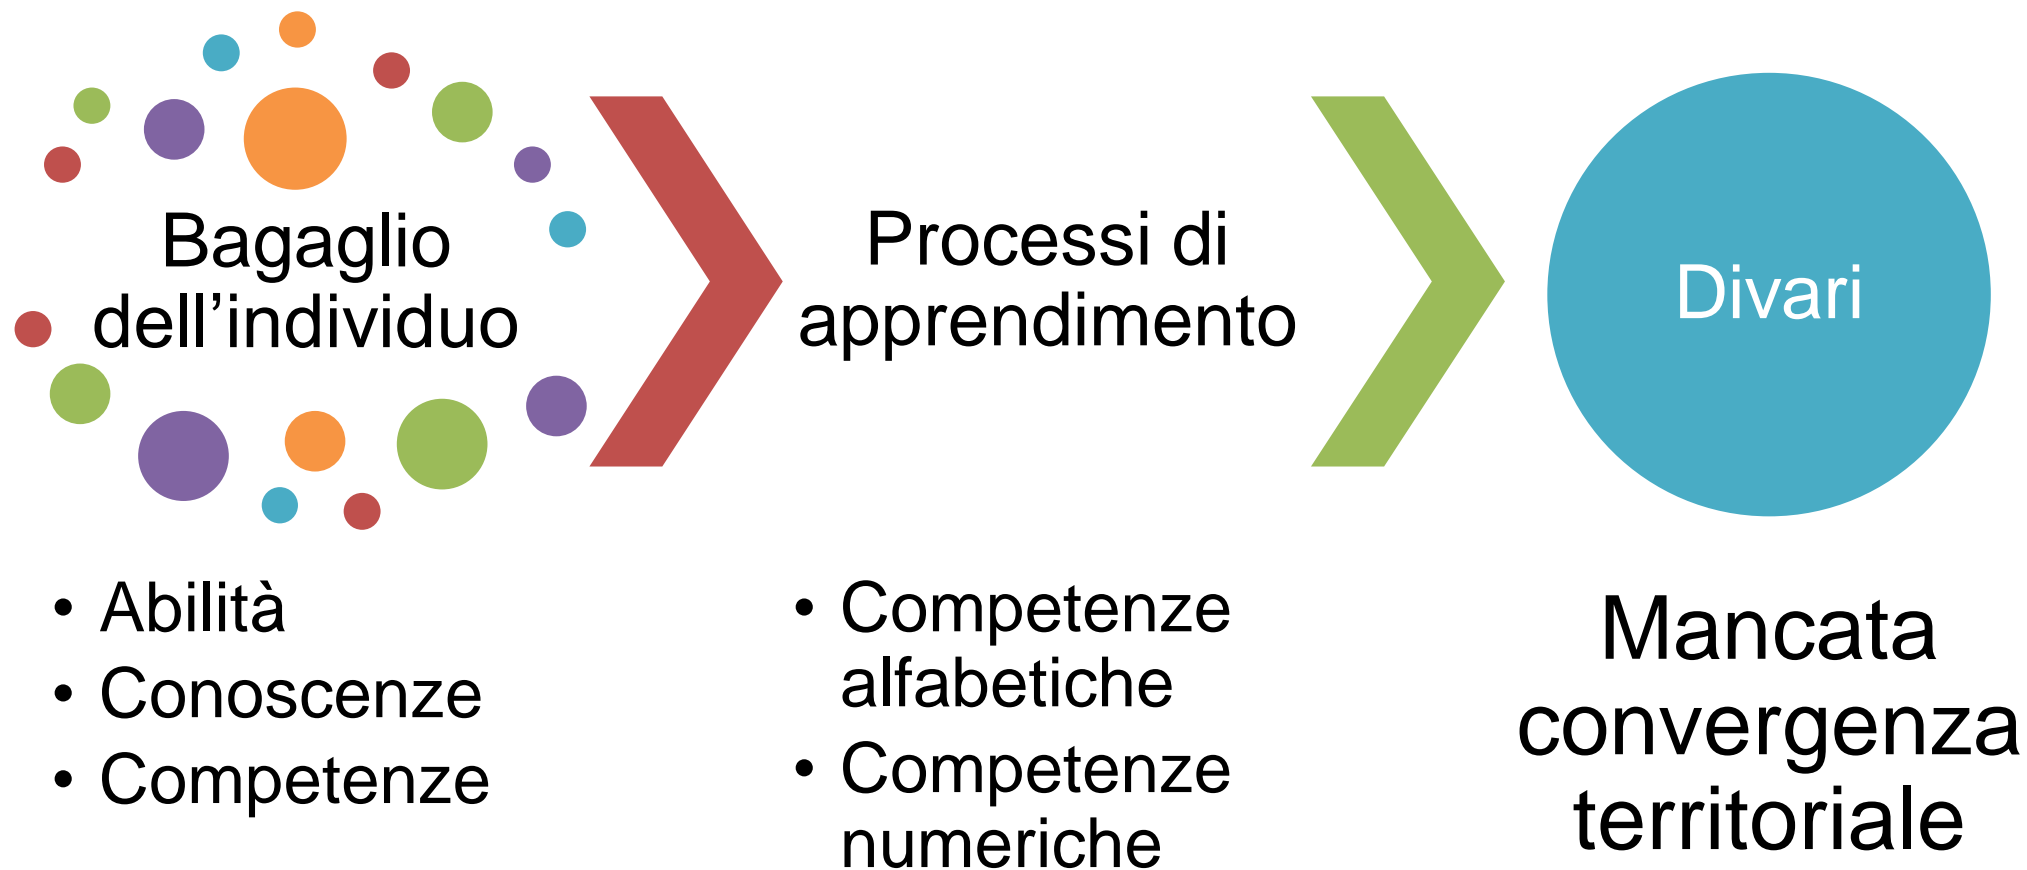 Bagaglio
dell’individuo
• Abilità
• Conoscenze
• Competenze
Processi di
apprendimento
• Competenze
alfabetiche
• Competenze
numeriche
Divari
Mancata
convergenza
territoriale